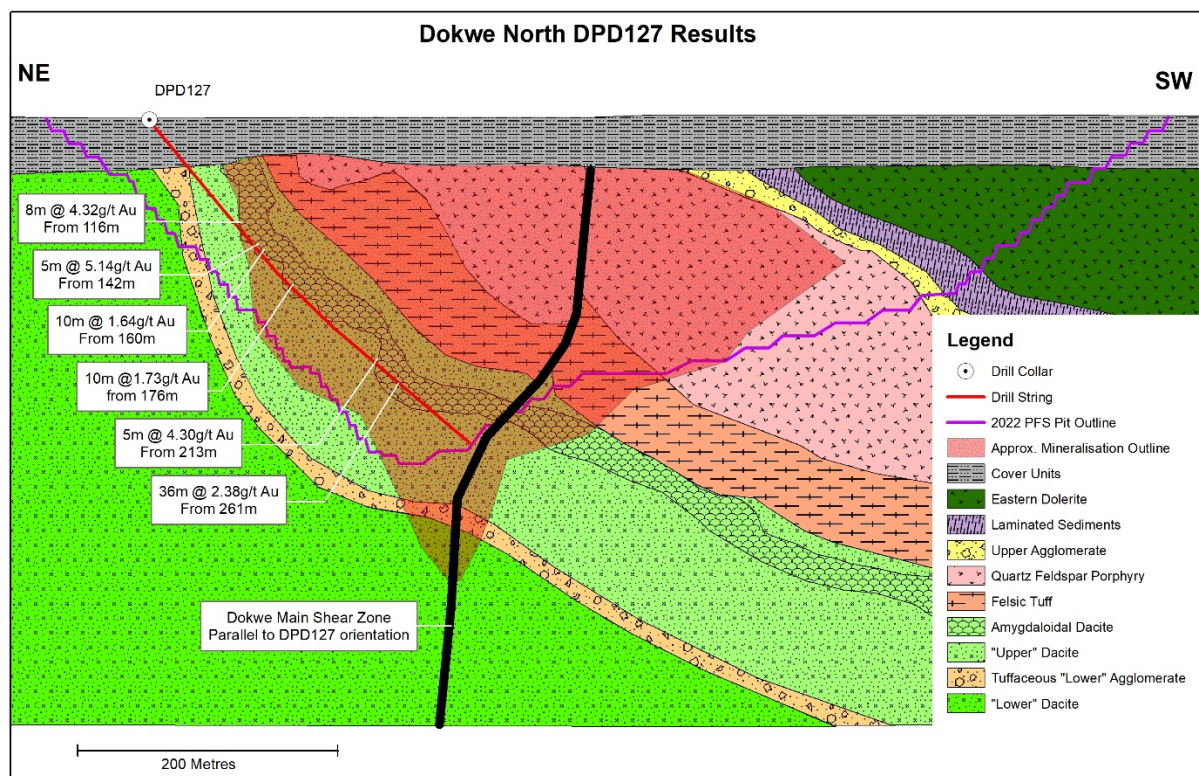 Dokwe North DPD127 Results
NE
SW
DPD127
8m @ 4.32g/t Au
From 116m
5m @ 5.14g/t Au
From 142m
10m @ 1.64g/t Au
From 160m
10m @1.73g/t Au
from 176m
5m @ 4.30g/t Au
From 213m
36m @ 2.38g/t Au
From 261m
Dokwe Main Shear Zone
Parallel to DPD127 orientation
200 Metres
Legend
Drill Collar
Drill String
2022 PFS Pit Outline
Approx. Mineralisation Outline
Cover Units
Eastern Dolerite
Laminated Sediments
Upper Agglomerate
Quartz Feldspar Porphyry
Felsic Tuff
Amygdaloidal Dacite
"Upper" Dacite
Tuffaceous "Lower" Agglomerate
"Lower" Dacite